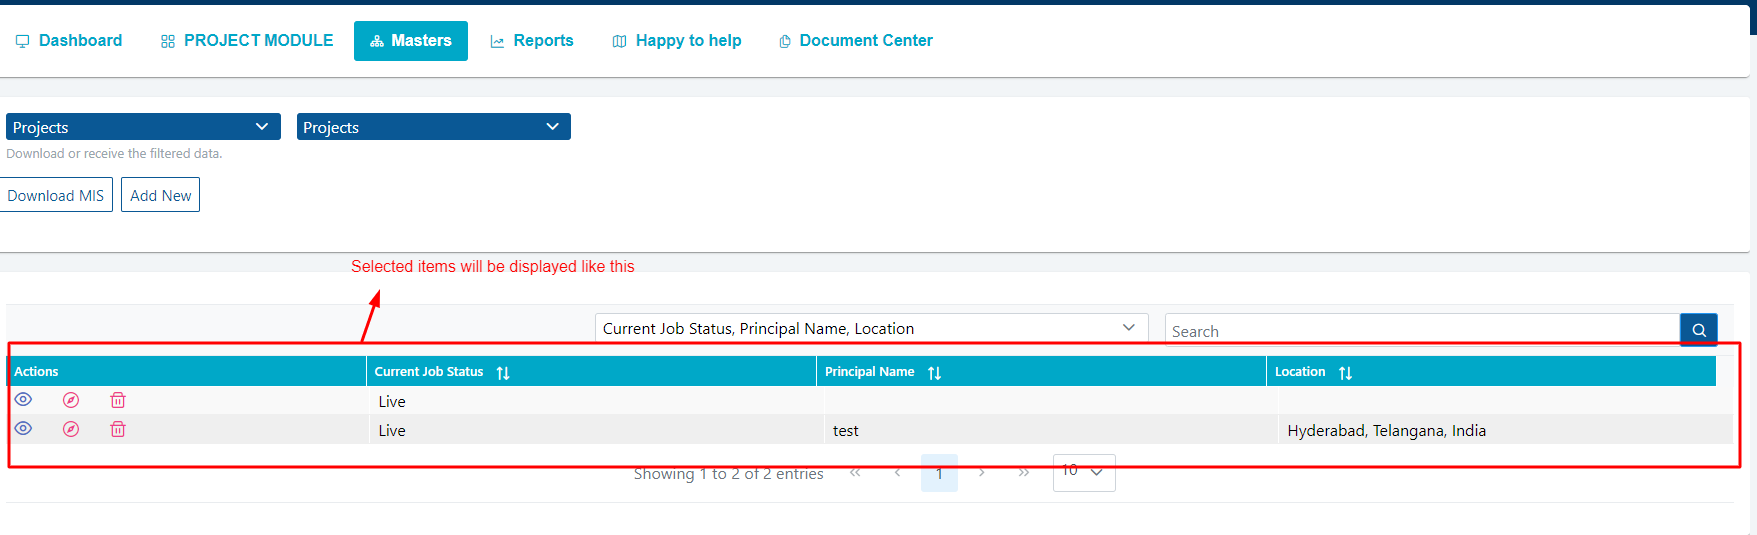 Dashboard PROJECT MODULE Masters Reports Happy to help Document Center
Projects Projects
Download or receive the filtered data.
Download MIS Add New
Selected items will be displayed like this
Current Job Status, Principal Name, Location Search
Actions Current Job Status Principal Name Location
Live
Live test Hyderabad, Telangana, India
Showing 1 to 2 of 2 entries « ‹ 1 › » 10